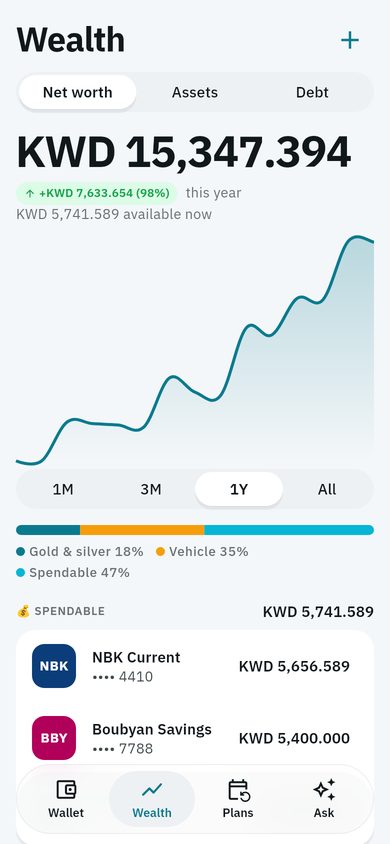 Wealth
Net worth Assets Debt
KWD 15,347.394
↑ +KWD 7,633.654 (98%) this year
KWD 5,741.589 available now
1M 3M 1Y All
Gold & silver 18% Vehicle 35%
Spendable 47%
💰 SPENDABLE KWD 5,741.589
NBK NBK Current KWD 5,656.589
•••• 4410
BBY Boubyan Savings KWD 5,400.000
•••• 7788
Wallet Wealth Plans Ask